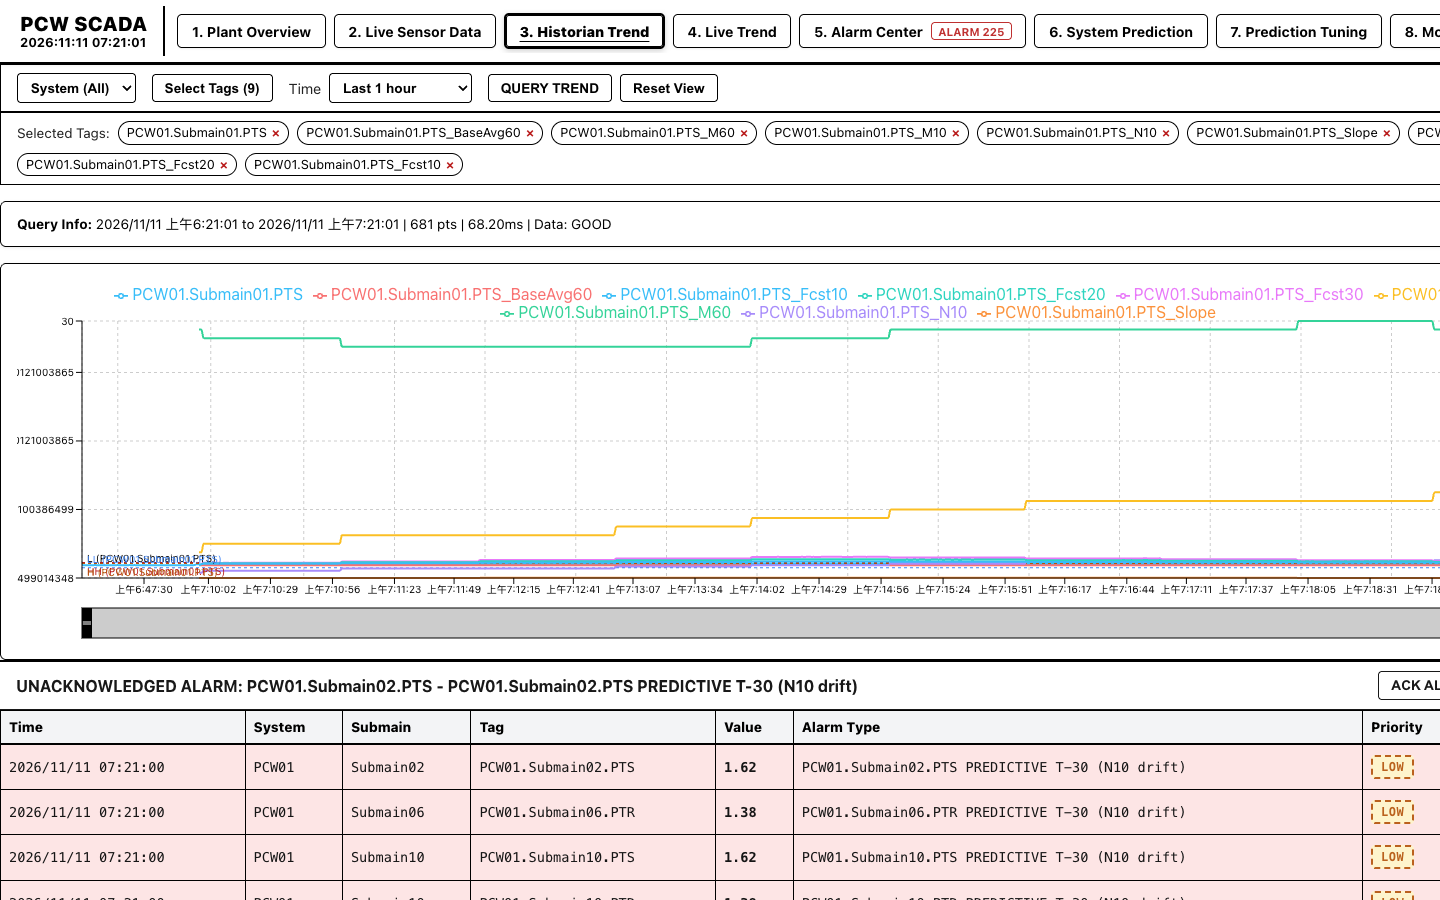 PCW SCADA
2026:11:11 07:21:01
1. Plant Overview
2. Live Sensor Data
3. Historian Trend
4. Live Trend
5. Alarm Center ALARM 225
6. System Prediction
7. Prediction Tuning
8. Mo
System (All)
Select Tags (9)
Time
Last 1 hour
QUERY TREND
Reset View
Selected Tags: PCW01.Submain01.PTS × PCW01.Submain01.PTS_BaseAvg60 × PCW01.Submain01.PTS_M60 × PCW01.Submain01.PTS_M10 × PCW01.Submain01.PTS_N10 × PCW01.Submain01.PTS_Slope × PC
PCW01.Submain01.PTS_Fcst20 × PCW01.Submain01.PTS_Fcst10 ×
Query Info: 2026/11/11 上午6:21:01 to 2026/11/11 上午7:21:01 | 681 pts | 68.20ms | Data: GOOD
PCW01.Submain01.PTS PCW01.Submain01.PTS_BaseAvg60 PCW01.Submain01.PTS_Fcst10 PCW01.Submain01.PTS_Fcst20 PCW01.Submain01.PTS_Fcst30 PCW0
PCW01.Submain01.PTS_M60 PCW01.Submain01.PTS_N10 PCW01.Submain01.PTS_Slope
30
0121003865
0121003865
100386499
499014348
上午6:47:30 上午7:10:02 上午7:10:29 上午7:10:56 上午7:11:23 上午7:11:49 上午7:12:15 上午7:12:41 上午7:13:07 上午7:13:34 上午7:14:02 上午7:14:29 上午7:14:56 上午7:15:24 上午7:15:51 上午7:16:17 上午7:16:44 上午7:17:11 上午7:17:37 上午7:18:05 上午7:18:31 上午7:18
UNACKNOWLEDGED ALARM: PCW01.Submain02.PTS - PCW01.Submain02.PTS PREDICTIVE T-30 (N10 drift)
ACK AL
Time System Submain Tag Value Alarm Type Priority
2026/11/11 07:21:00 PCW01 Submain02 PCW01.Submain02.PTS 1.62 PCW01.Submain02.PTS PREDICTIVE T-30 (N10 drift) LOW
2026/11/11 07:21:00 PCW01 Submain06 PCW01.Submain06.PTR 1.38 PCW01.Submain06.PTR PREDICTIVE T-30 (N10 drift) LOW
2026/11/11 07:21:00 PCW01 Submain10 PCW01.Submain10.PTS 1.62 PCW01.Submain10.PTS PREDICTIVE T-30 (N10 drift) LOW